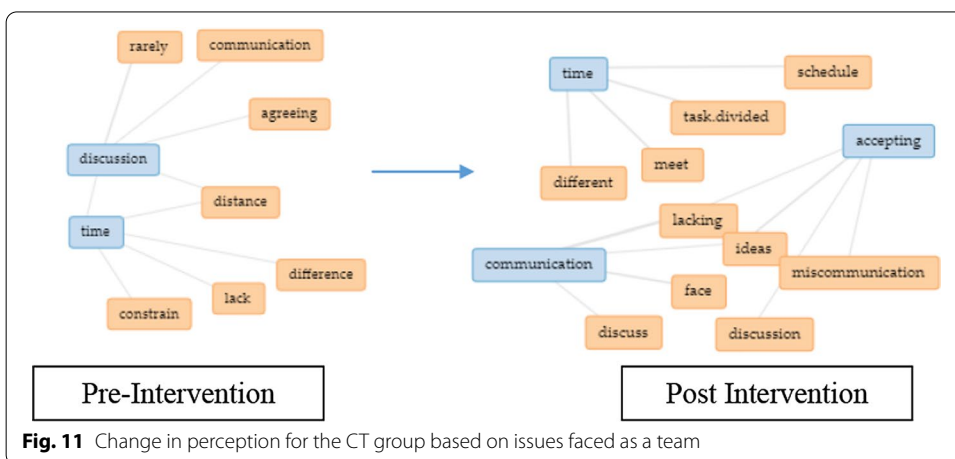 rarely
communication
agreeing
discussion
distance
time
difference
lack
constrain
Pre-Intervention
time
schedule
task.divided
accepting
meet
different
lacking
ideas
communication
miscommunication
face
discuss
discussion
Post Intervention
Fig. 11 Change in perception for the CT group based on issues faced as a team